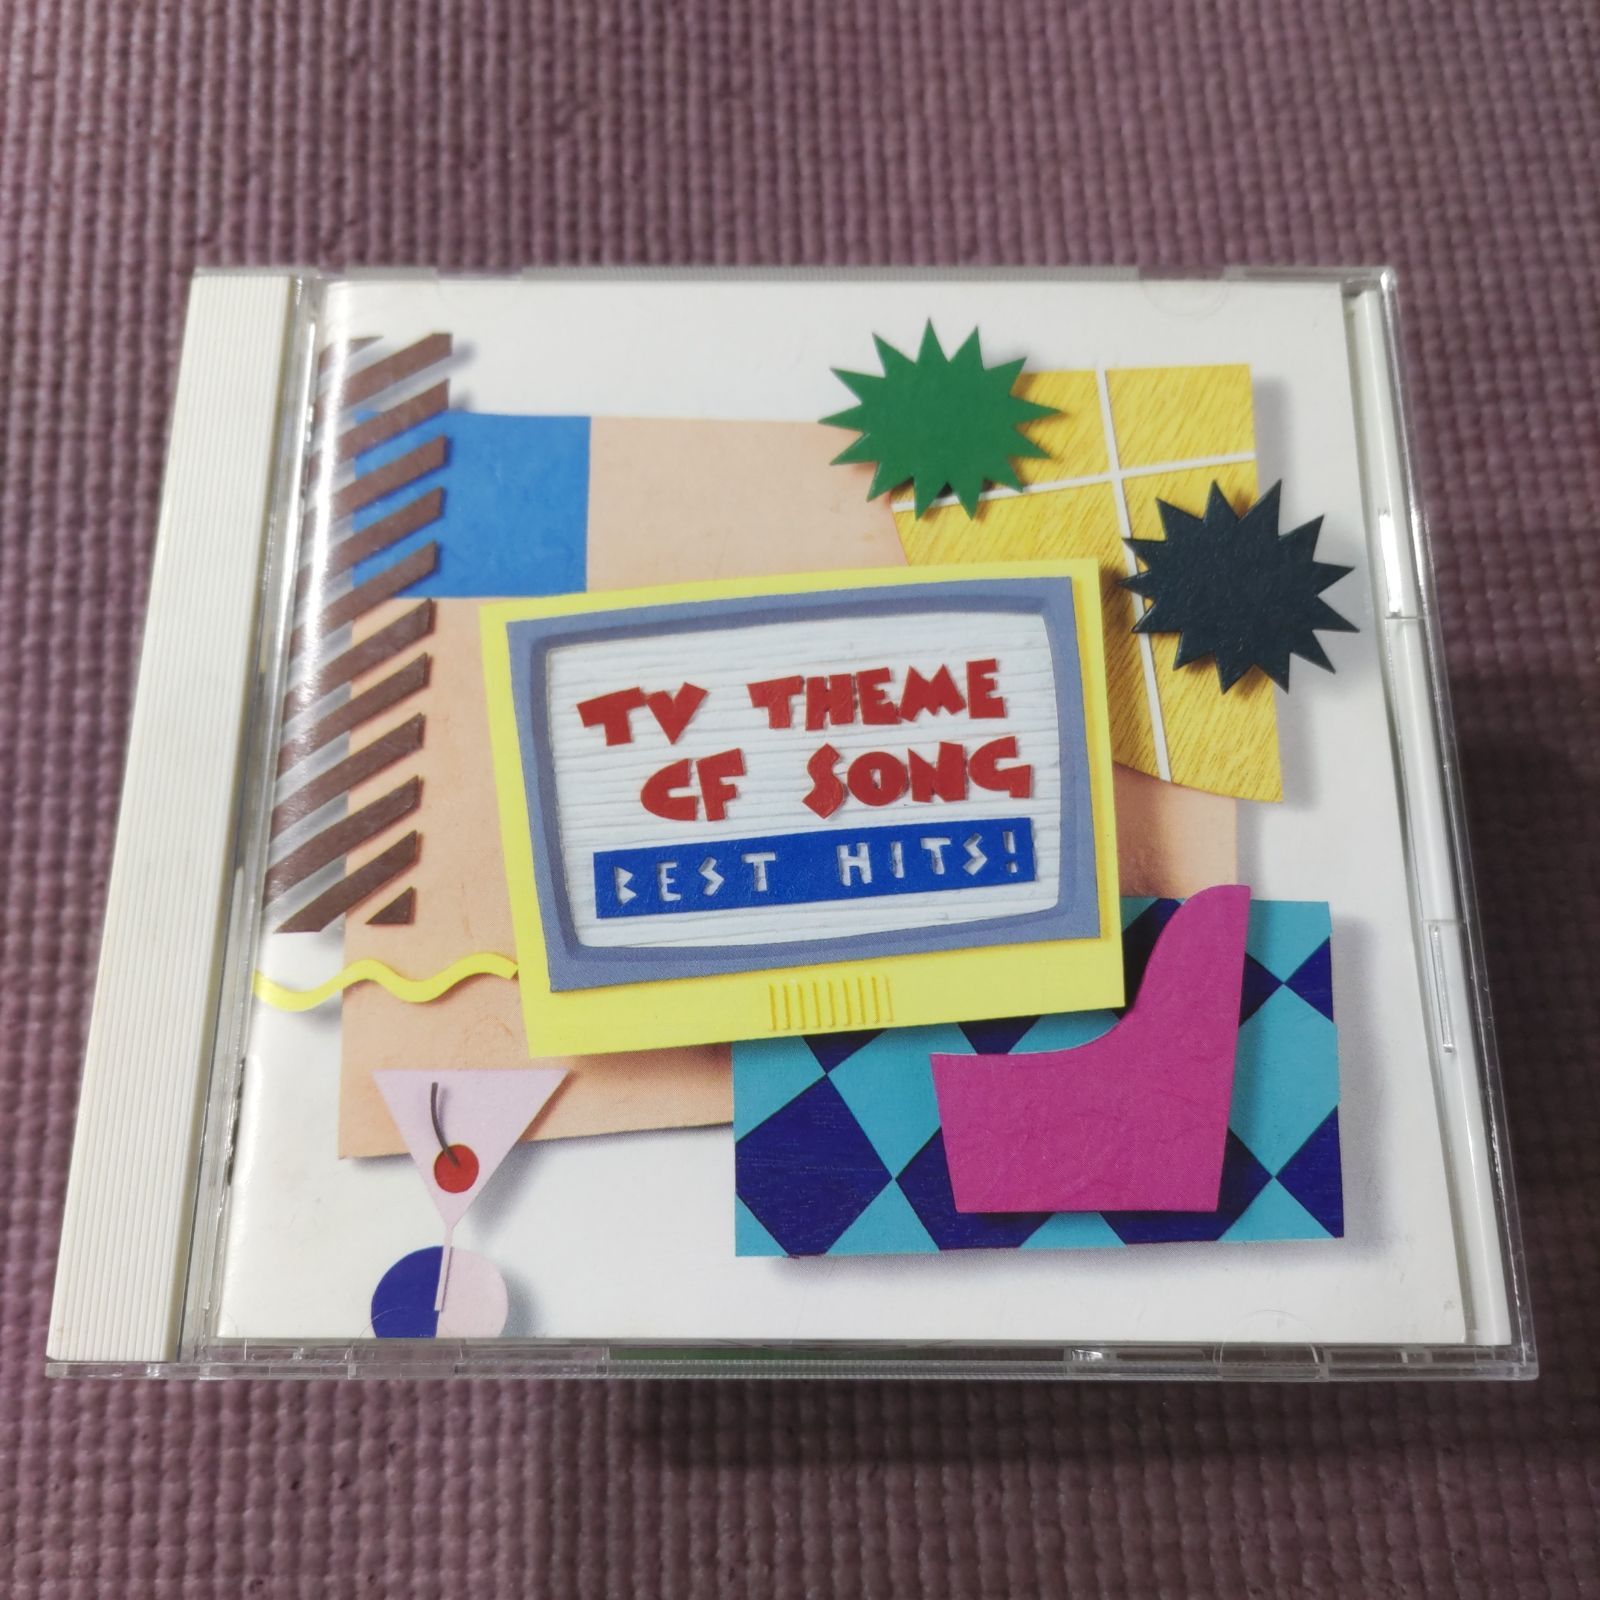 TV THEME
CF SONG
BEST HITS!